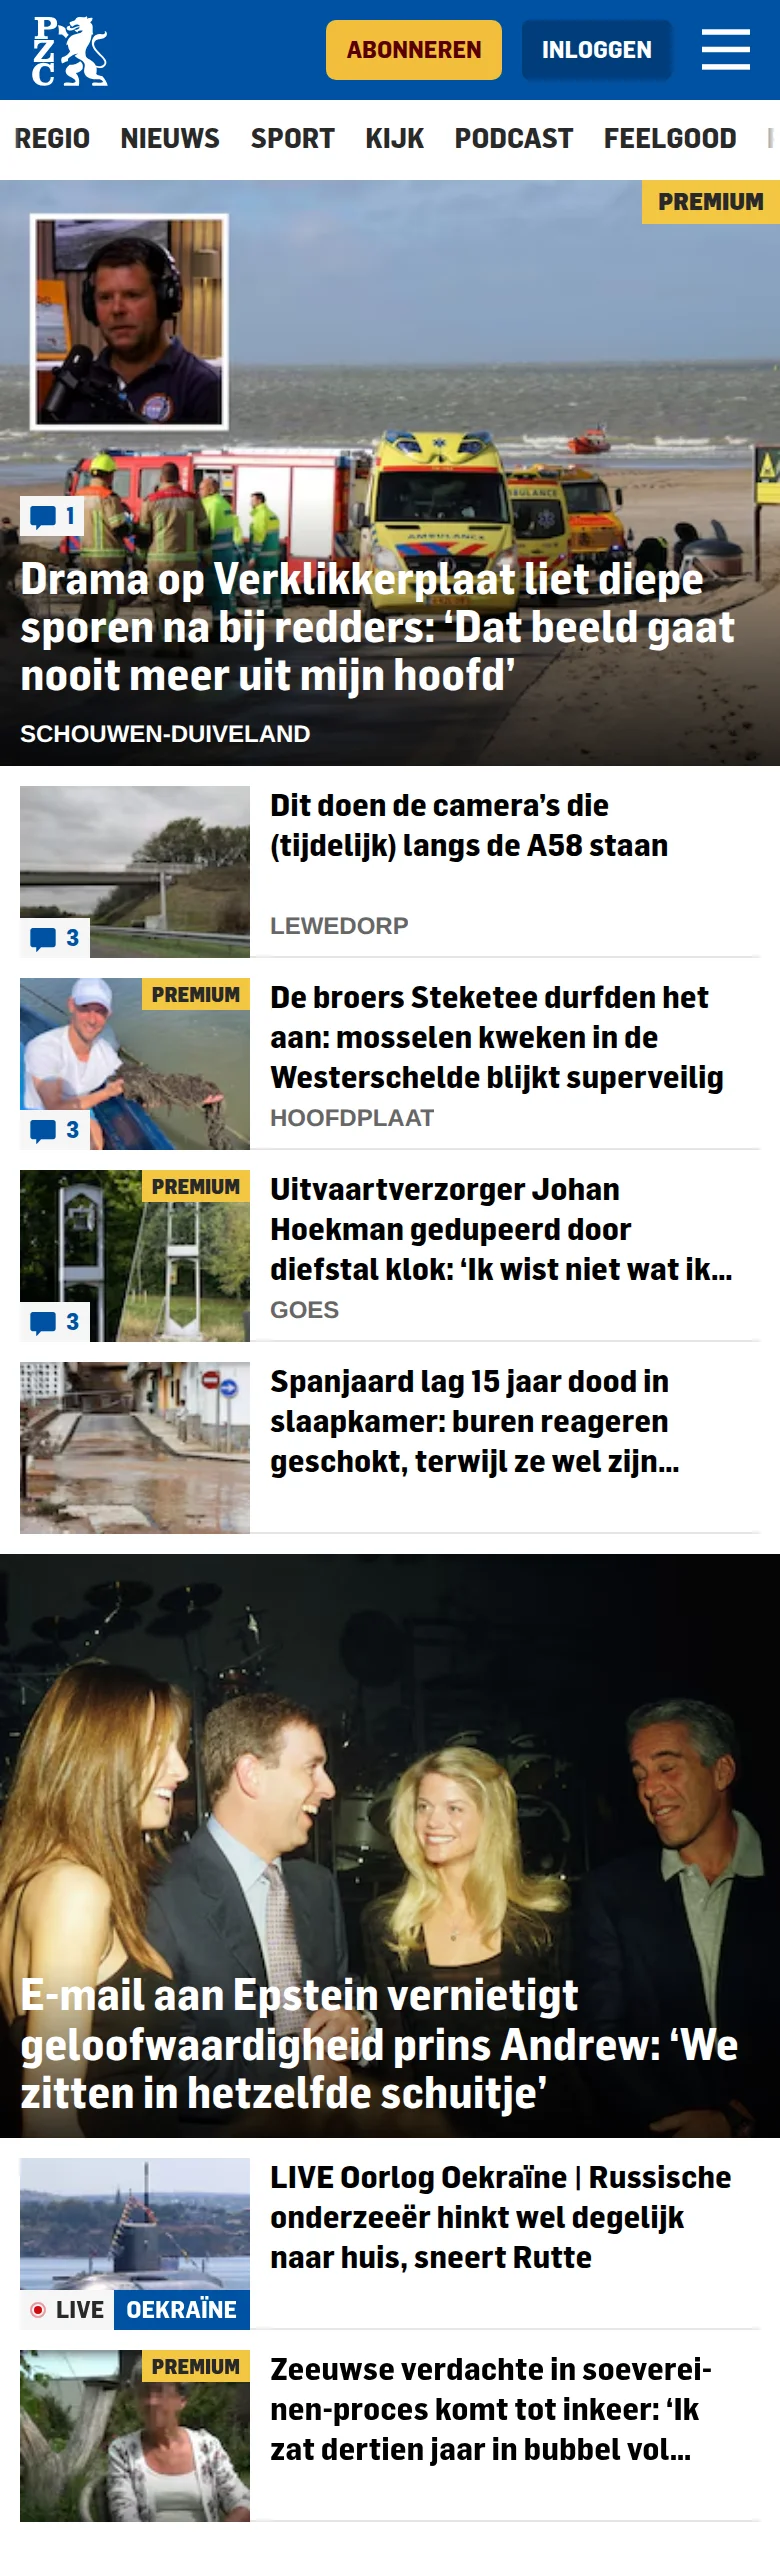 PZC
ABONNEREN
INLOGGEN
REGIO NIEUWS SPORT KIJK PODCAST FEELGOOD
PREMIUM
AMBULANCE
AMBULANCE
1
Drama op Verklikkerplaat liet diepe
sporen na bij redders: ‘Dat beeld gaat
nooit meer uit mijn hoofd’
SCHOUWEN-DUIVELAND
Dit doen de camera’s die
(tijdelijk) langs de A58 staan
LEWEDORP
3
PREMIUM
De broers Steketee durfden het
aan: mosselen kweken in de
Westerschelde blijkt superveilig
HOOFDPLAAT
3
PREMIUM
Uitvaartverzorger Johan
Hoekman gedupeerd door
diefstal klok: ‘Ik wist niet wat ik...
GOES
3
Spanjaard lag 15 jaar dood in
slaapkamer: buren reageren
geschokt, terwijl ze wel zijn...
E-mail aan Epstein vernietigt
geloofwaardigheid prins Andrew: ‘We
zitten in hetzelfde schuitje’
LIVE Oorlog Oekraïne | Russische
onderzeeër hinkt wel degelijk
naar huis, sneert Rutte
LIVE OEKRAÏNE
PREMIUM
Zeeuwse verdachte in soeverei-
nen-proces komt tot inkeer: ‘Ik
zat dertien jaar in bubbel vol...